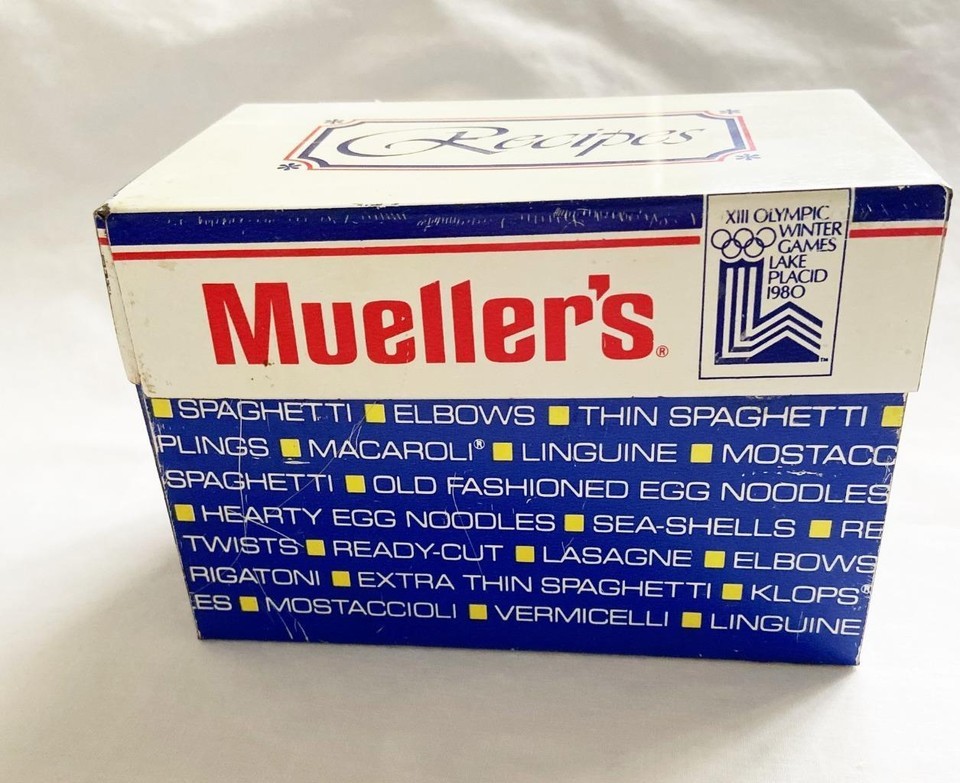 Recipes
XIII OLYMPIC
WINTER
GAMES
LAKE
PLACID
1980
™
Mueller's®
SPAGHETTI ELBOWS THIN SPAGHETTI
PLINGS MACAROLI® LINGUINE MOSTACC
SPAGHETTI OLD FASHIONED EGG NOODLES
HEARTY EGG NOODLES SEA-SHELLS RE
TWISTS READY-CUT LASAGNE ELBOWS
RIGATONI EXTRA THIN SPAGHETTI KLOPS®
ES MOSTACCIOLI VERMICELLI LINGUINE